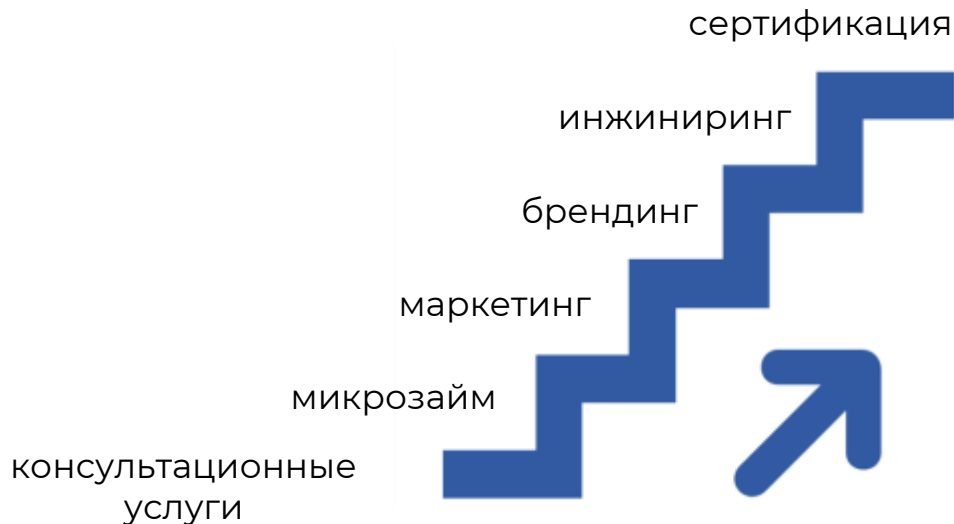 сертификация
инжиниринг
брендинг
маркетинг
микрозайм
консультационные
услуги